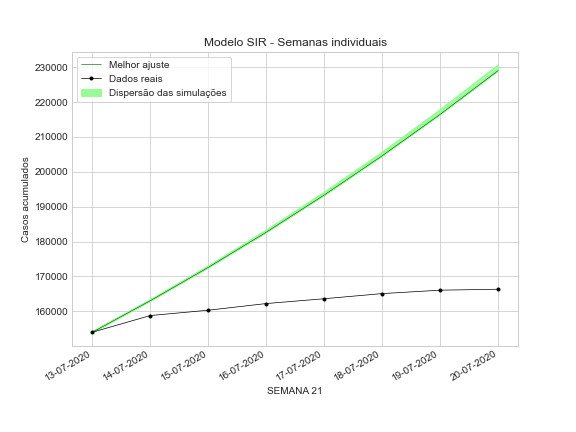 Modelo SIR - Semanas individuais
Melhor ajuste
Dados reais
Dispersão das simulações
Casos acumulados
230000
220000
210000
200000
190000
180000
170000
160000
13-07-2020
14-07-2020
15-07-2020
16-07-2020
17-07-2020
18-07-2020
19-07-2020
20-07-2020
SEMANA 21